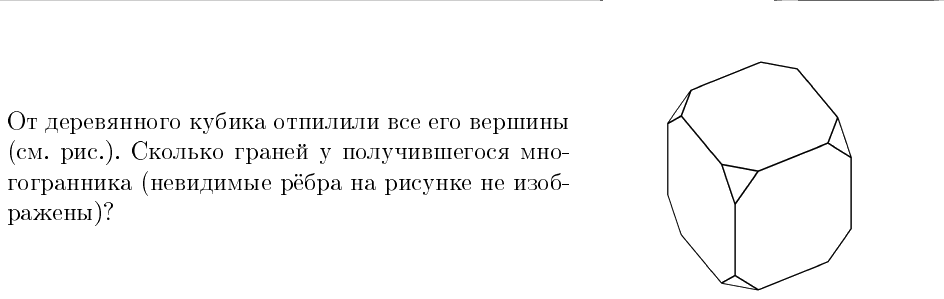 От деревянного кубика отпилили все его вершины
(см. рис.). Сколько граней у получившегося мно-
гогранника (невидимые рёбра на рисунке не изоб-
ражены)?